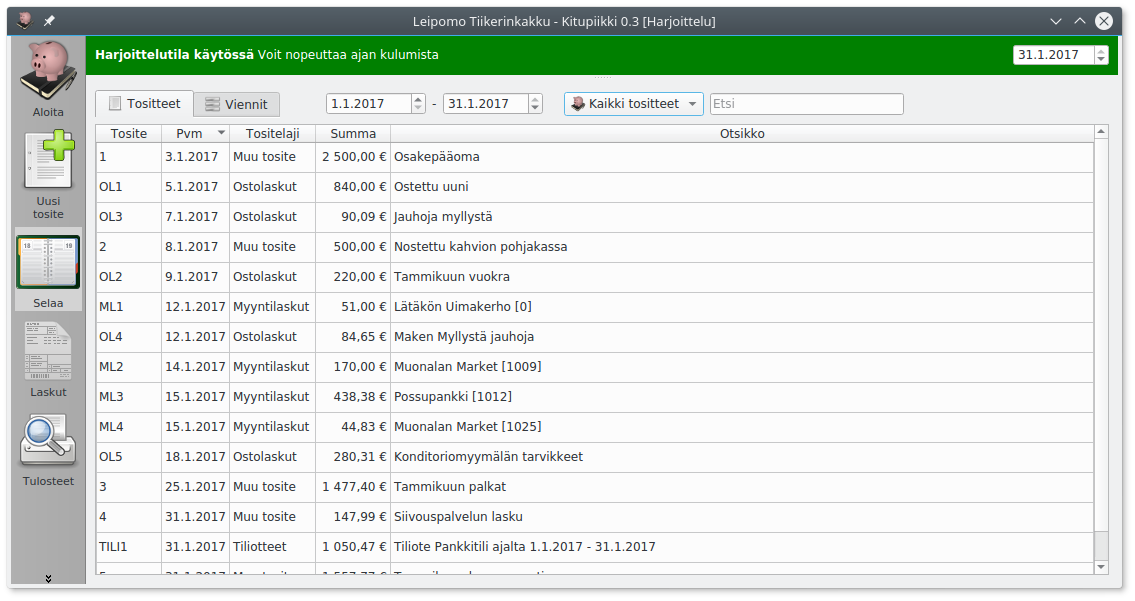 Leipomo Tiikerinkakku - Kitupiikki 0.3 [Harjoittelu]
Harjoittelutila käytössä Voit nopeuttaa ajan kulumista 31.1.2017
Aloita
Uusi
tosite
Selaa
Laskut
Tulosteet
Tositteet Viennit 1.1.2017 - 31.1.2017 Kaikki tositteet Etsi
Tosite Pvm Tositelaji Summa Otsikko
1 3.1.2017 Muu tosite 2 500,00 € Osakepääoma
OL1 5.1.2017 Ostolaskut 840,00 € Ostettu uuni
OL3 7.1.2017 Ostolaskut 90,09 € Jauhoja myllystä
2 8.1.2017 Muu tosite 500,00 € Nostettu kahvion pohjakassa
OL2 9.1.2017 Ostolaskut 220,00 € Tammikuun vuokra
ML1 12.1.2017 Myyntilaskut 51,00 € Lätäkön Uimakerho [0]
OL4 12.1.2017 Ostolaskut 84,65 € Maken Myllystä jauhoja
ML2 14.1.2017 Myyntilaskut 170,00 € Muonalan Market [1009]
ML3 15.1.2017 Myyntilaskut 438,38 € Possupankki [1012]
ML4 15.1.2017 Myyntilaskut 44,83 € Muonalan Market [1025]
OL5 18.1.2017 Ostolaskut 280,31 € Konditoriomyymälän tarvikkeet
3 25.1.2017 Muu tosite 1 477,40 € Tammikuun palkat
4 31.1.2017 Muu tosite 147,99 € Siivouspalvelun lasku
TILI1 31.1.2017 Tiliotteet 1 050,47 € Tiliote Pankkitili ajalta 1.1.2017 - 31.1.2017